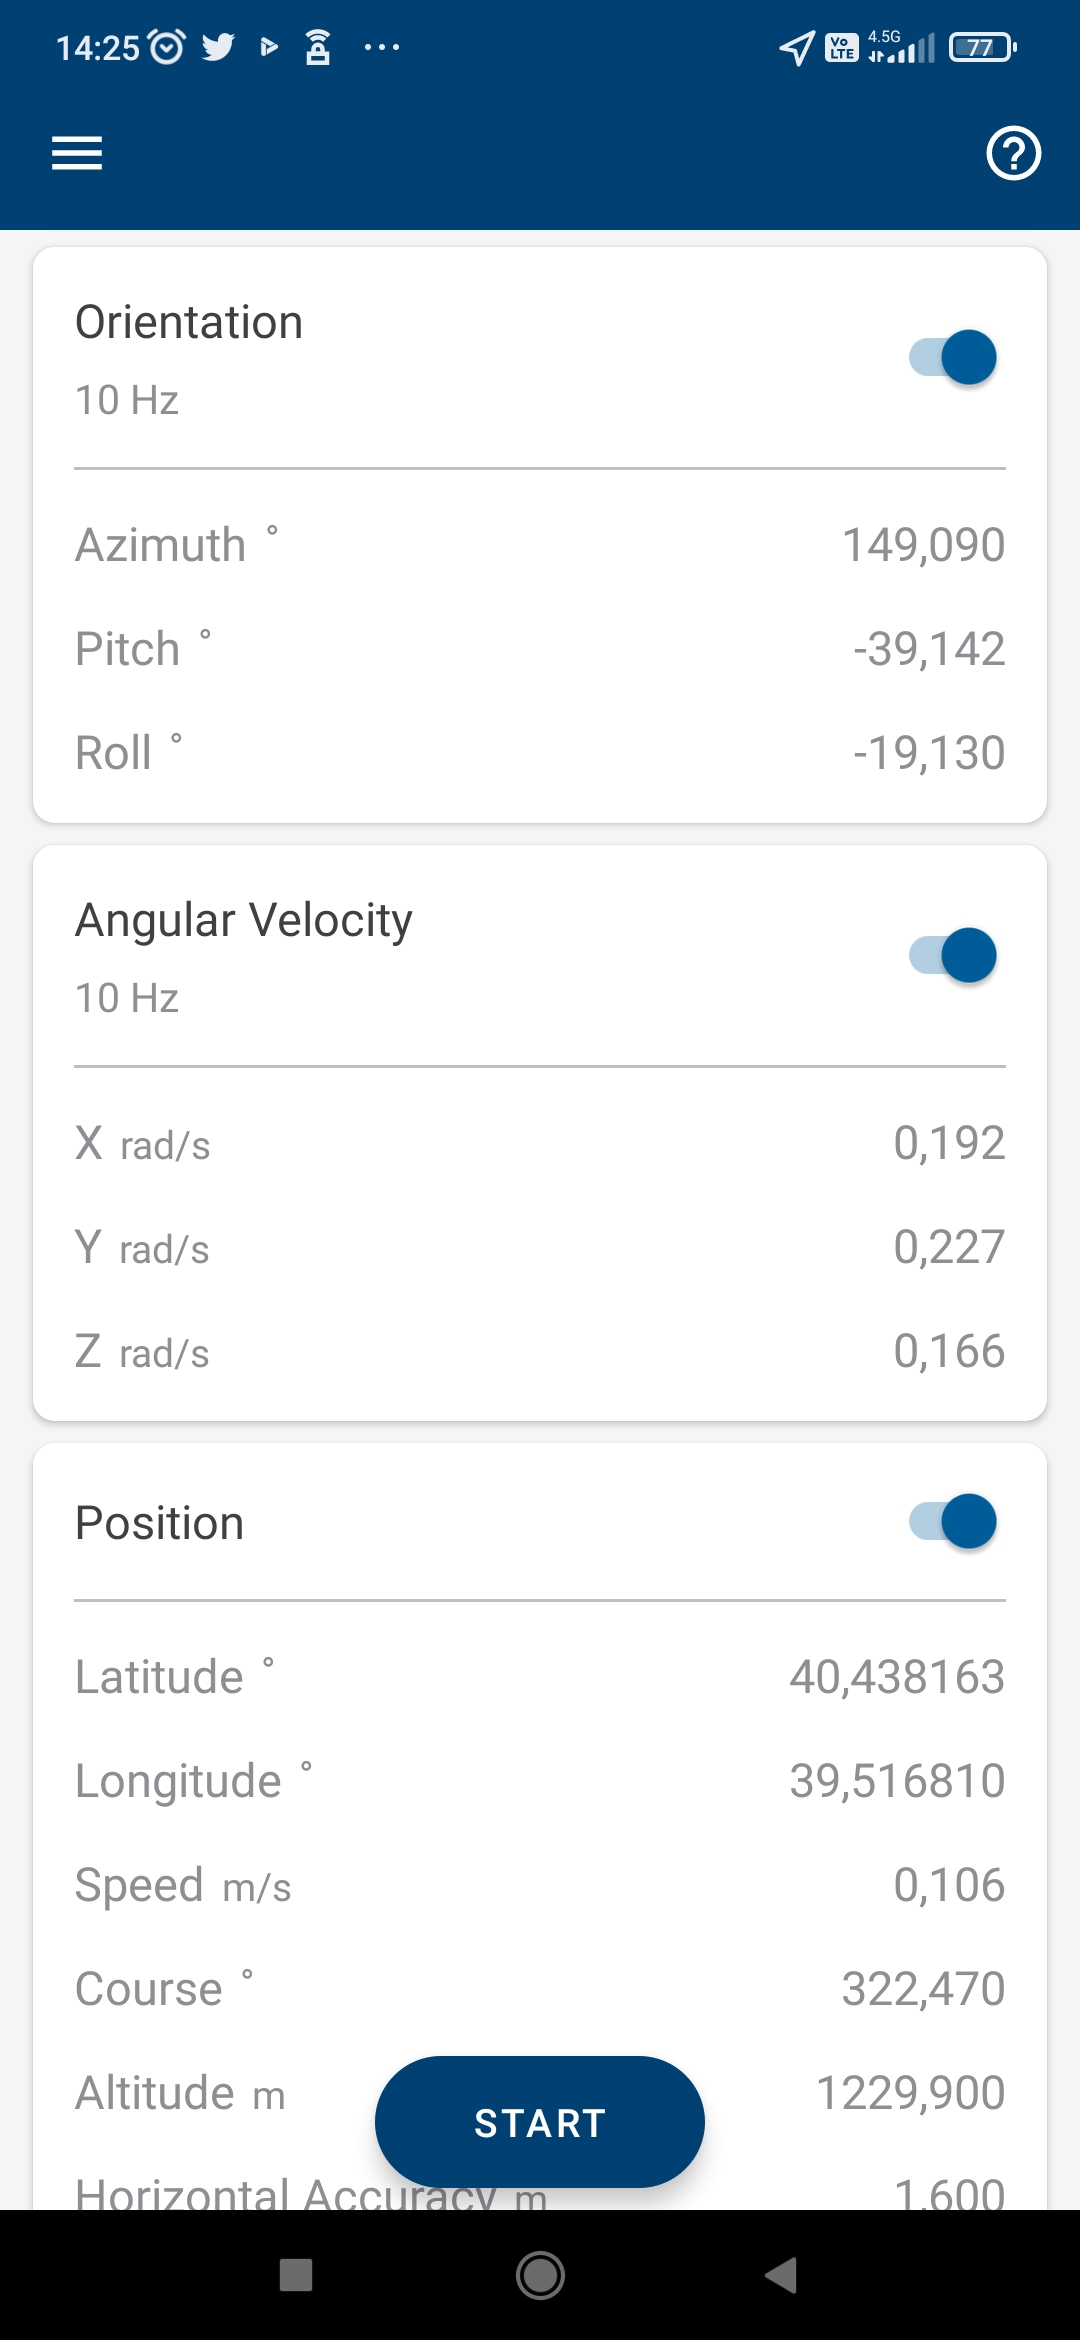 14:25 Vo LTE 4.5G 77
Orientation
10 Hz
Azimuth ° 149,090
Pitch ° -39,142
Roll ° -19,130
Angular Velocity
10 Hz
X rad/s 0,192
Y rad/s 0,227
Z rad/s 0,166
Position
Latitude ° 40,438163
Longitude ° 39,516810
Speed m/s 0,106
Course ° 322,470
Altitude m 1229,900
START
Horizontal Accuracy m 1,600